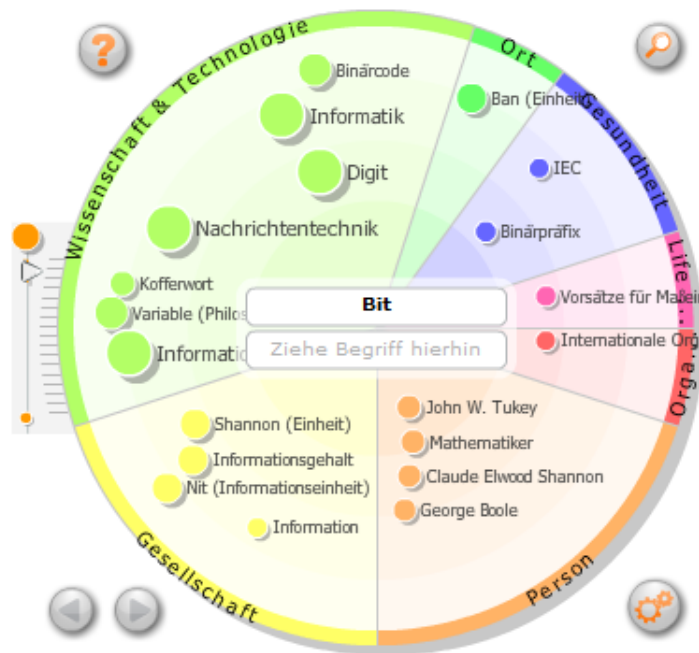 ?
Wissenschaft & Technologie
Ort
Gesundheit
Life ...
Orga...
Person
Gesellschaft
Binärcode
Informatik
Digit
Nachrichtentechnik
Kofferwort
Variable (Philos
Informatio
Ban (Einheit
IEC
Binärpräfix
Vorsätze für Maßein
Internationale Org
Bit
Ziehe Begriff hierhin
Shannon (Einheit)
Informationsgehalt
Nit (Informationseinheit)
Information
John W. Tukey
Mathematiker
Claude Elwood Shannon
George Boole